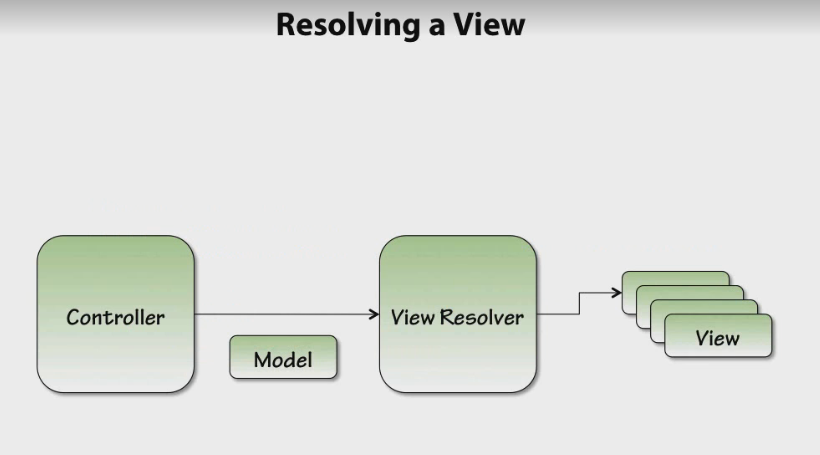 Resolving a View
Controller
Model
View Resolver
View